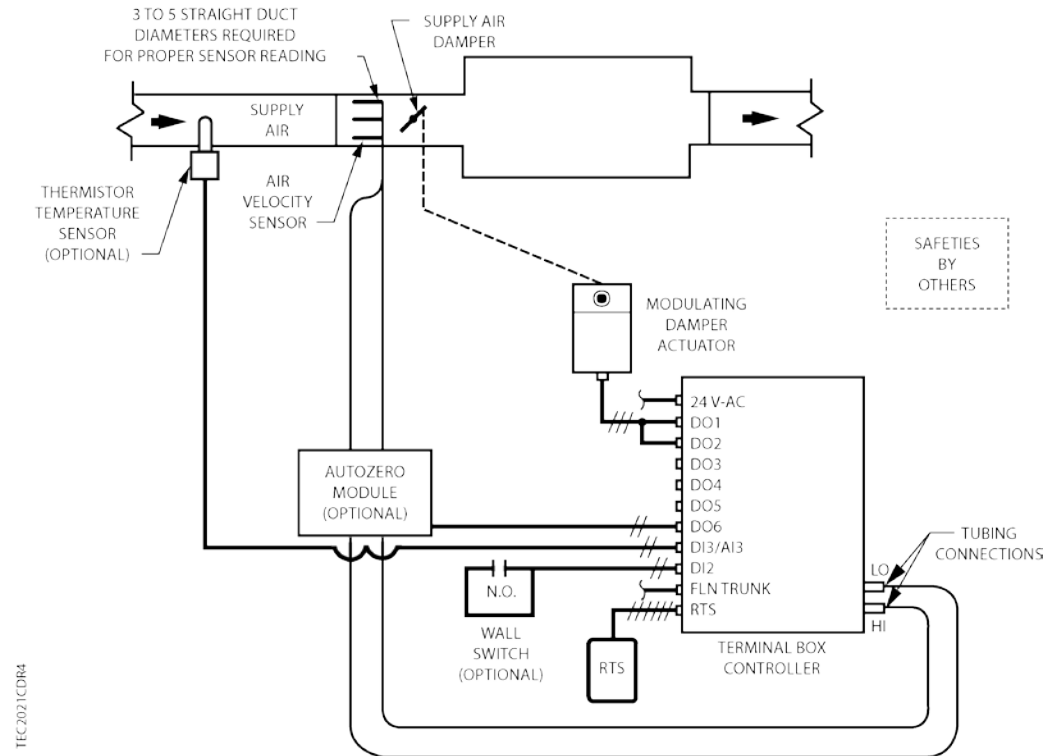 3 TO 5 STRAIGHT DUCT
DIAMETERS REQUIRED
FOR PROPER SENSOR READING
SUPPLY AIR
DAMPER
SUPPLY
AIR
THERMISTOR
TEMPERATURE
SENSOR
(OPTIONAL)
AIR
VELOCITY
SENSOR
SAFETIES
BY
OTHERS
MODULATING
DAMPER
ACTUATOR
24 V-AC
DO1
DO2
DO3
DO4
DO5
DO6
DI3/AI3
DI2
FLN TRUNK
RTS
AUTOZERO
MODULE
(OPTIONAL)
TUBING
CONNECTIONS
LO
HI
N.O.
WALL
SWITCH
(OPTIONAL)
RTS
TERMINAL BOX
CONTROLLER
TEC2021CDR4